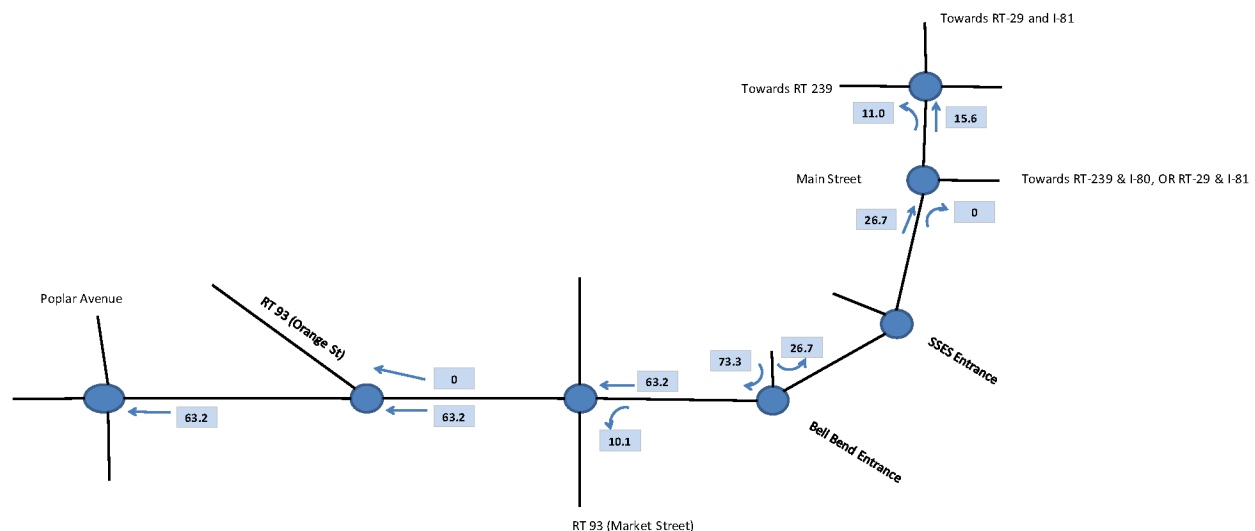 Towards RT-29 and I-81
Towards RT 239
11.0
15.6
Main Street
Towards RT-239 & I-80, OR RT-29 & I-81
26.7
0
Poplar Avenue
RT 93 (Orange St)
SSES Entrance
73.3
26.7
0
63.2
63.2
63.2
10.1
Bell Bend Entrance
RT 93 (Market Street)